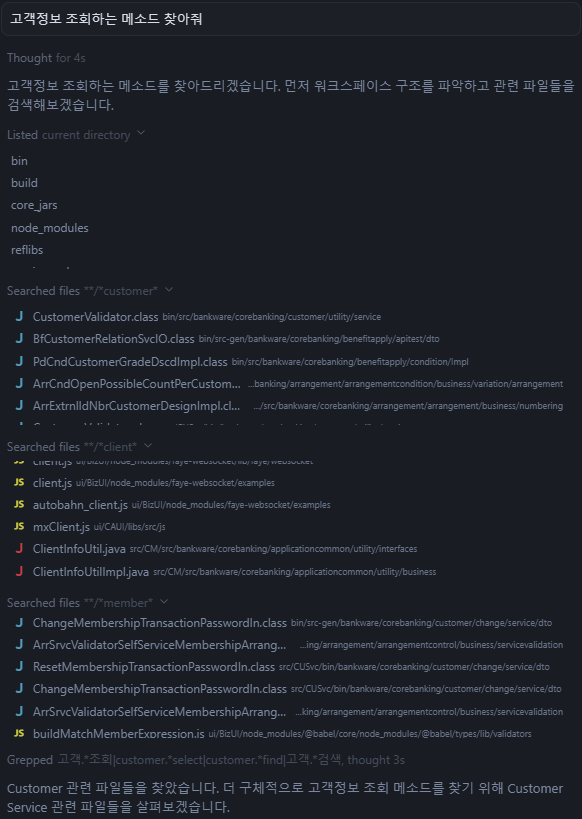 고객정보 조회하는 메소드 찾아줘
Thought for 4s
고객정보 조회하는 메소드를 찾아드리겠습니다. 먼저 워크스페이스 구조를 파악하고 관련 파일들을
검색해보겠습니다.
Listed current directory
bin
build
core_jars
node_modules
reflibs
Searched files **/*customer*
J CustomerValidator.class bin/src/bankware/corebanking/customer/utility/service
J BfCustomerRelationSvcIO.class bin/src-gen/bankware/corebanking/benefitapply/apitest/dto
J PdCndCustomerGradeDscdImpl.class bin/src/bankware/corebanking/benefitapply/condition/impl
J ArrCndOpenPossibleCountPerCustom... ...banking/arrangement/arrangementcondition/business/variation/arrangement
J ArrExtrnlIdNbrCustomerDesignImpl.cl... .../src/bankware/corebanking/arrangement/arrangement/business/numbering
Searched files **/*client*
JS client.js ui/BizUI/node_modules/faye-websocket/lib/faye/websocket
JS client.js ui/BizUI/node_modules/faye-websocket/examples
JS autobahn_client.js ui/BizUI/node_modules/faye-websocket/examples
JS mxClient.js ui/CAUI/libs/src/js
J ClientInfoUtil.java src/CM/src/bankware/corebanking/applicationcommon/utility/interfaces
J ClientInfoUtilImpl.java src/CM/src/bankware/corebanking/applicationcommon/utility/business
Searched files **/*member*
J ChangeMembershipTransactionPasswordIn.class bin/src-gen/bankware/corebanking/customer/change/service/dto
J ArrSrvcValidatorSelfServiceMembershipArrang... ...ing/arrangement/arrangementcontrol/business/servicevalidation
J ResetMembershipTransactionPasswordIn.class src/CUSvc/bin/bankware/corebanking/customer/change/service/dto
J ChangeMembershipTransactionPasswordIn.class src/CUSvc/bin/bankware/corebanking/customer/change/service/dto
J ArrSrvcValidatorSelfServiceMembershipArrang... ...king/arrangement/arrangementcontrol/business/servicevalidation
JS buildMatchMemberExpression.js ui/BizUI/node_modules/@babel/core/node_modules/@babel/types/lib/validators
Grepped 고객.*조회|customer.*select|customer.*find|고객.*검색, thought 3s
Customer 관련 파일들을 찾았습니다. 더 구체적으로 고객정보 조회 메소드를 찾기 위해 Customer
Service 관련 파일들을 살펴보겠습니다.